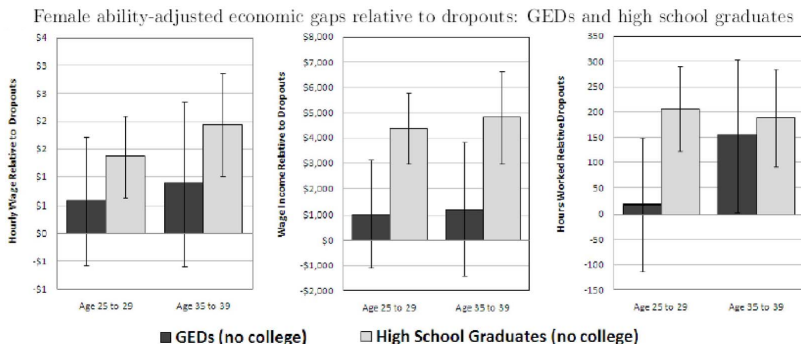 Female ability-adjusted economic gaps relative to dropouts: GEDs and high school graduates
Hourly Wage Relative to Dropouts
$4
$3
$3
$2
$2
$1
$1
$0
-$1
-$1
Age 25 to 29
Age 35 to 39
Wage Income Relative to Dropouts
$8,000
$7,000
$6,000
$5,000
$4,000
$3,000
$2,000
$1,000
$0
-$1,000
-$2,000
Age 25 to 29
Age 35 to 39
Hours Worked Relative Dropouts
350
300
250
200
150
100
50
0
-50
-100
-150
Age 25 to 29
Age 35 to 39
GEDs (no college)
High School Graduates (no college)